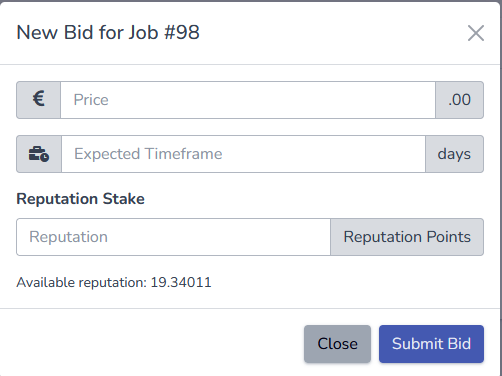 New Bid for Job #98
€ Price .00
Expected Timeframe days
Reputation Stake
Reputation Reputation Points
Available reputation: 19.34011
Close Submit Bid